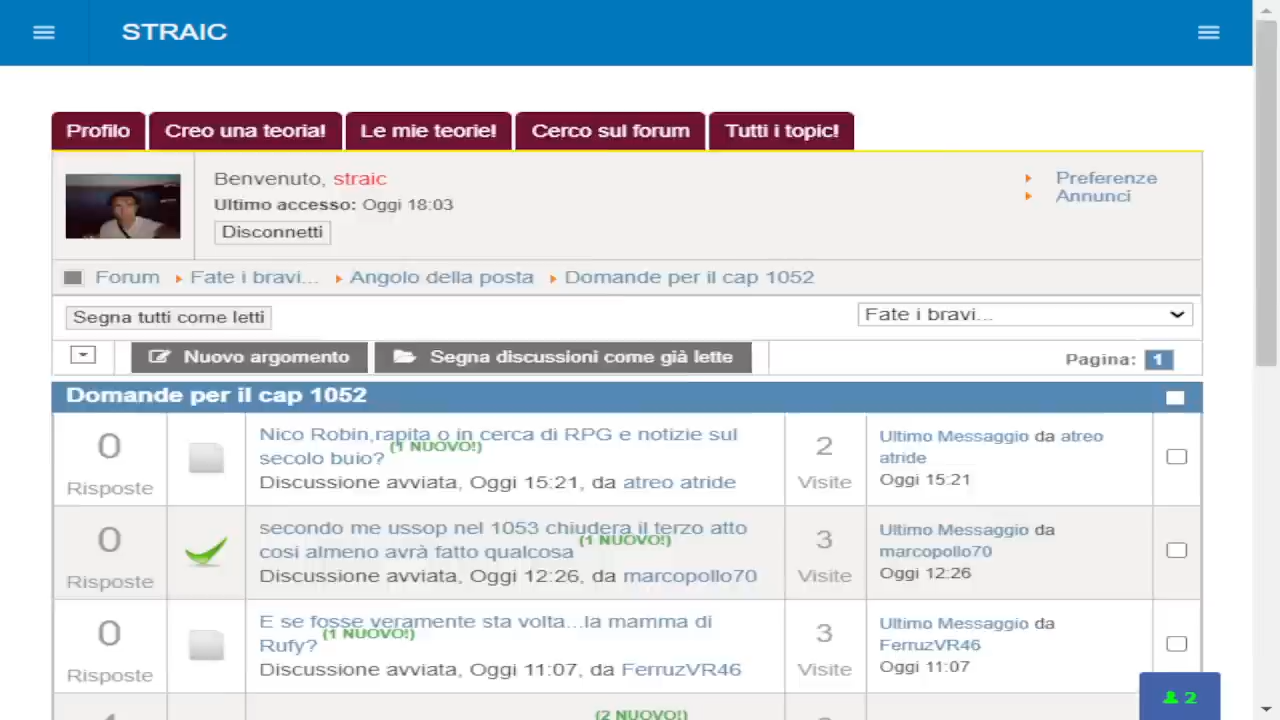 STRAIC
Profilo
Creo una teoria!
Le mie teorie!
Cerco sul forum
Tutti i topic!
Benvenuto, straic
Ultimo accesso: Oggi 18:03
Disconnetti
Preferenze
Annunci
Forum
Fate i bravi...
Angolo della posta
Domande per il cap 1052
Segna tutti come letti
Fate i bravi...
Nuovo argomento
Segna discussioni come già lette
Pagina: 1
Domande per il cap 1052
0
Risposte
Nico Robin,rapita o in cerca di RPG e notizie sul
secolo buio? (1 NUOVO!)
Discussione avviata, Oggi 15:21, da atreo atride
2
Visite
Ultimo Messaggio da atreo
atride
Oggi 15:21
0
Risposte
secondo me ussop nel 1053 chiudera il terzo atto
cosi almeno avrà fatto qualcosa (1 NUOVO!)
Discussione avviata, Oggi 12:26, da marcopollo70
3
Visite
Ultimo Messaggio da
marcopollo70
Oggi 12:26
0
Risposte
E se fosse veramente sta volta...la mamma di
Rufy? (1 NUOVO!)
Discussione avviata, Oggi 11:07, da FerruzVR46
3
Visite
Ultimo Messaggio da
FerruzVR46
Oggi 11:07
(2 NUOVO!)
2